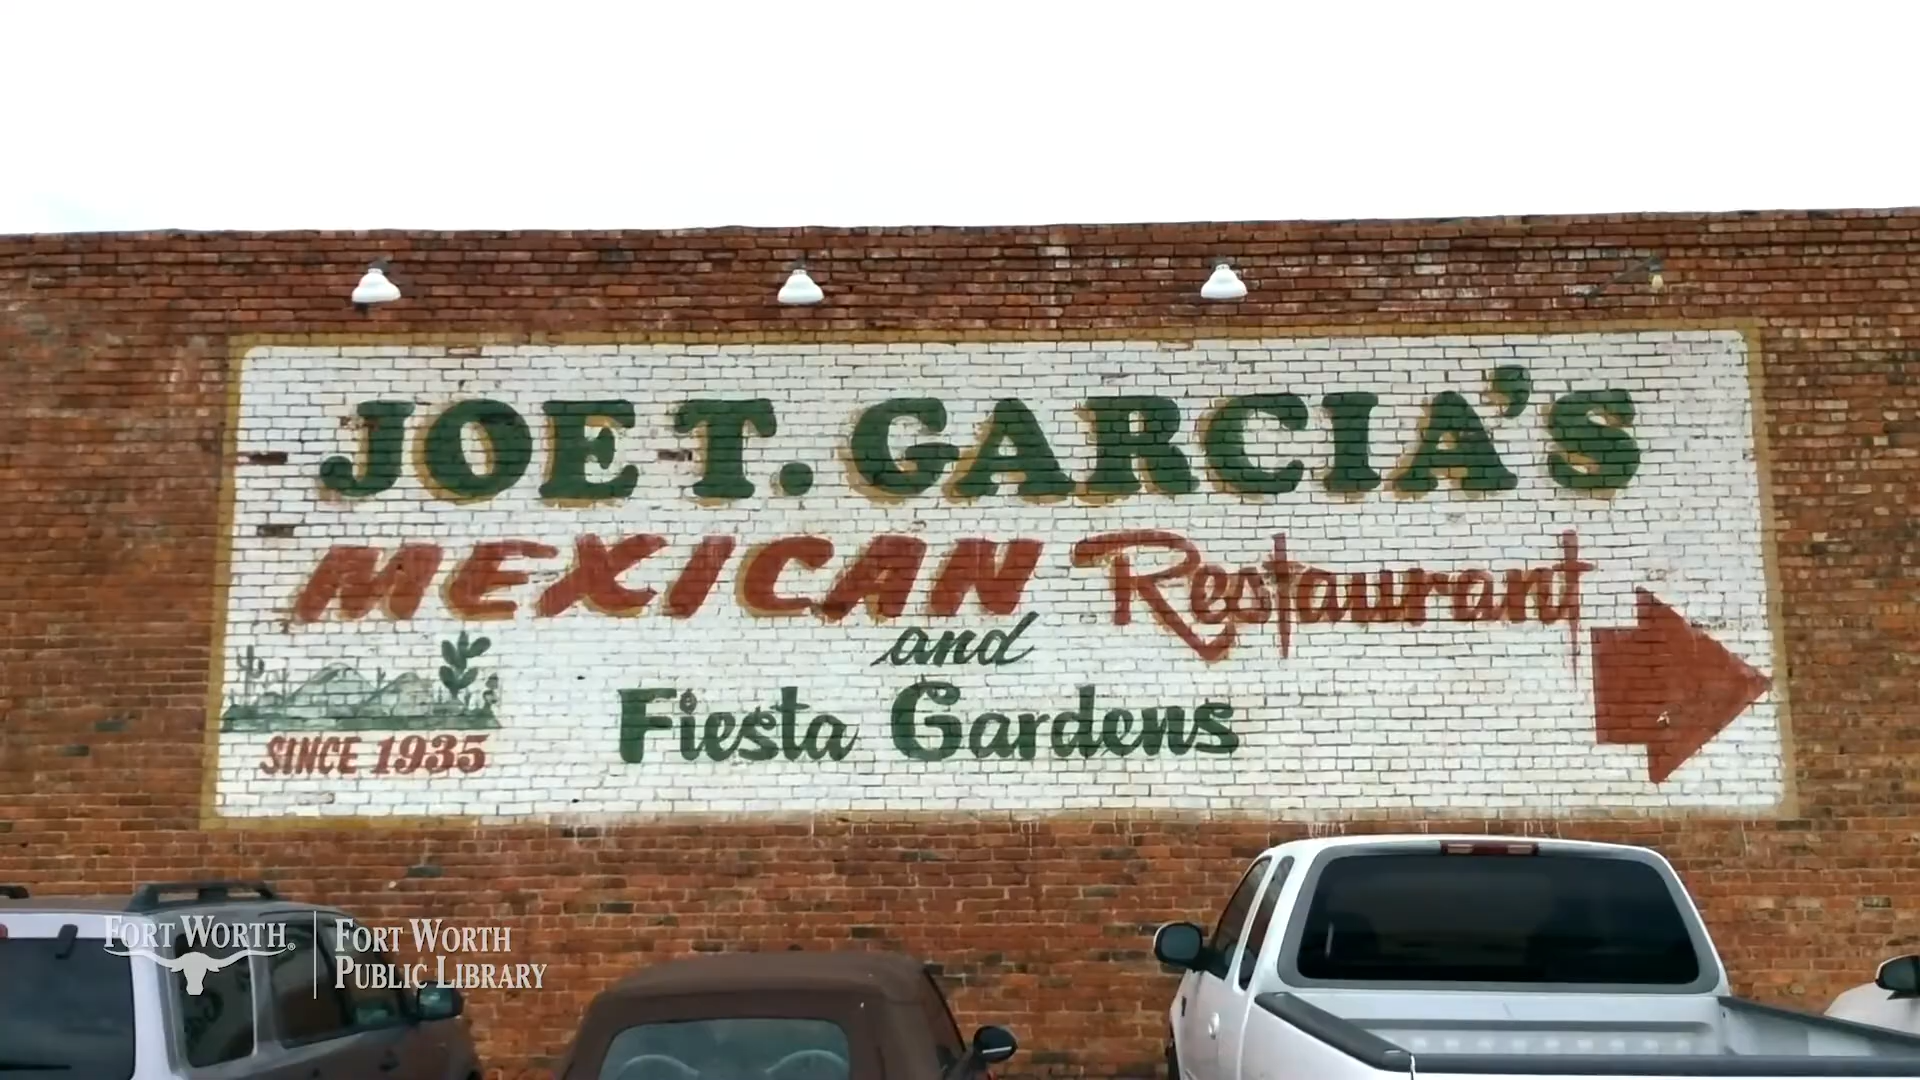 JOE T. GARCIA'S
MEXICAN Restaurant
and
Fiesta Gardens
SINCE 1935
FORT WORTH®
FORT WORTH
PUBLIC LIBRARY